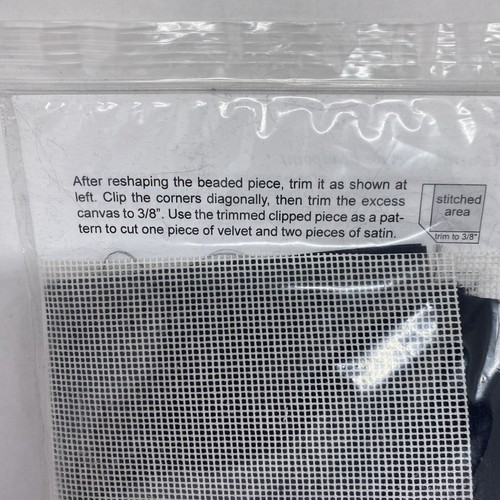 After reshaping the beaded piece, trim it as shown at
left. Clip the corners diagonally, then trim the excess
canvas to 3/8". Use the trimmed clipped piece as a pat-
tern to cut one piece of velvet and two pieces of satin.
stitched
area
trim to 3/8"